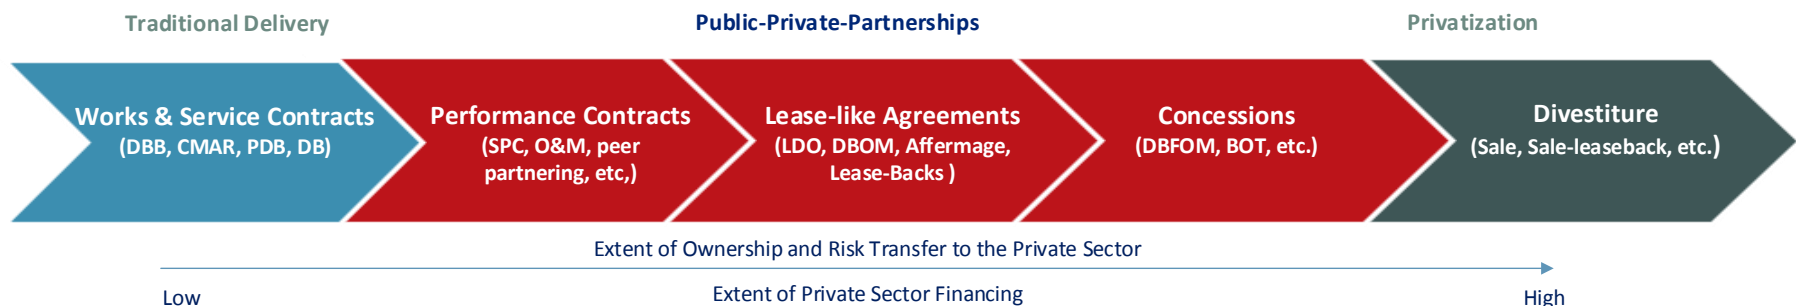 Traditional Delivery
Public-Private-Partnerships
Privatization
Works & Service Contracts
(DBB, CMAR, PDB, DB)
Performance Contracts
(SPC, O&M, peer
partnering, etc,)
Lease-like Agreements
(LDO, DBOM, Affermage,
Lease-Backs )
Concessions
(DBFOM, BOT, etc.)
Divestiture
(Sale, Sale-leaseback, etc.)
Extent of Ownership and Risk Transfer to the Private Sector
Low
Extent of Private Sector Financing
High